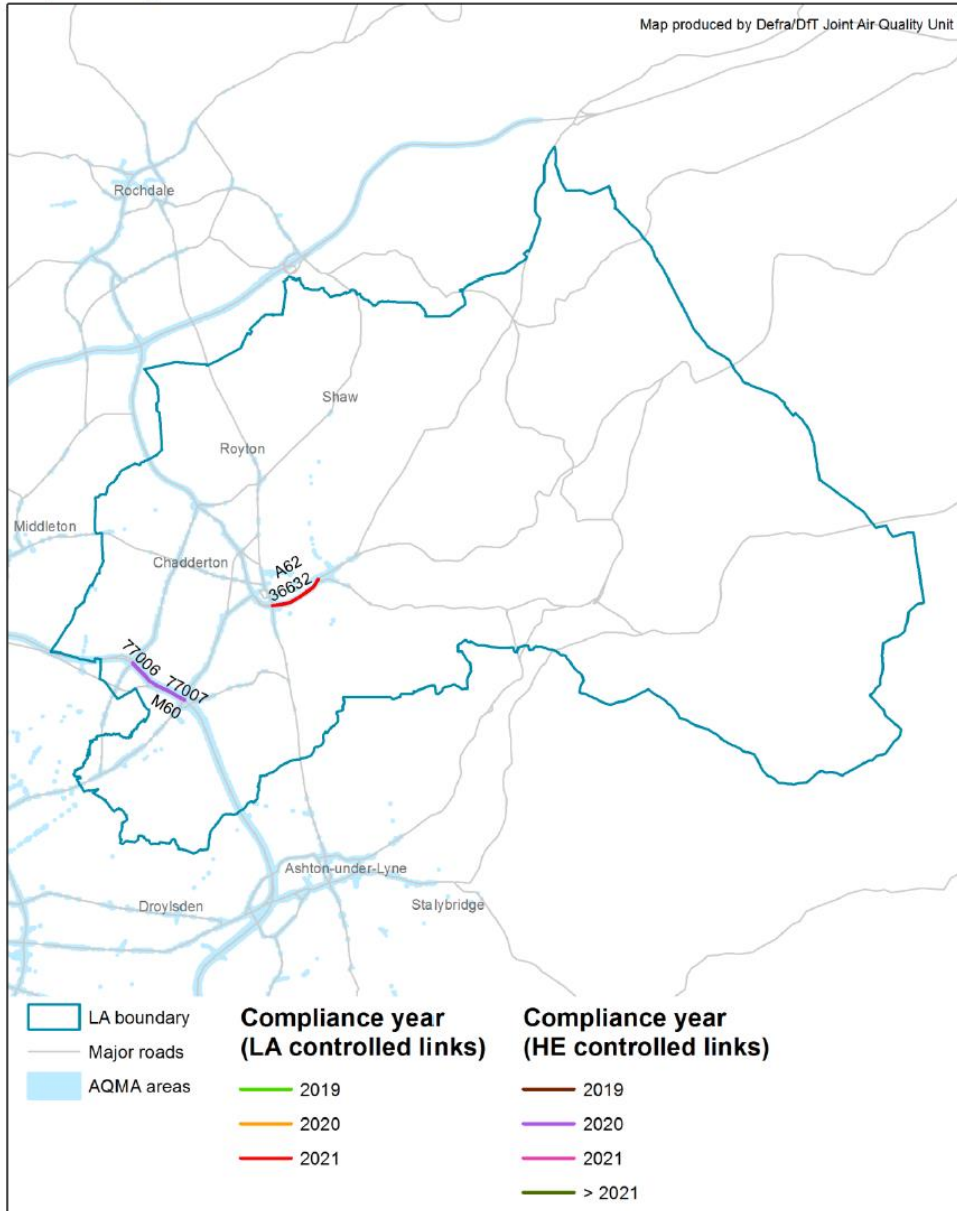 Map produced by Defra/DfT Joint Air Quality Unit
Rochdale
Shaw
Royton
Middleton
Chadderton
A62
36632
77006
77007
M60
Ashton-under-Lyne
Droylsden
Stalybridge
LA boundary
Major roads
AQMA areas
Compliance year
(LA controlled links)
2019
2020
2021
Compliance year
(HE controlled links)
2019
2020
2021
> 2021